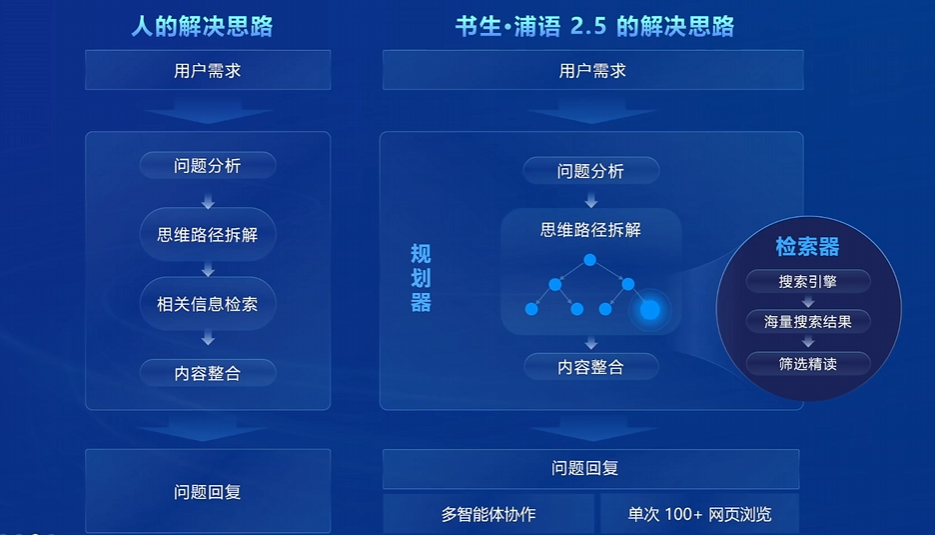 人的解决思路
用户需求
问题分析
思维路径拆解
相关信息检索
内容整合
问题回复
书生·浦语 2.5 的解决思路
用户需求
规划器
问题分析
思维路径拆解
内容整合
检索器
搜索引擎
海量搜索结果
筛选精读
问题回复
多智能体协作
单次 100+ 网页浏览